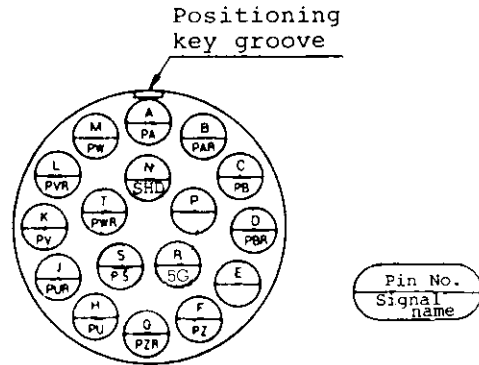 Positioning
key groove
A
PA
M
PW
B
PAR
L
PVR
N
SHD
C
PB
T
PWR
P
K
PV
D
PBR
S
P5
R
5G
J
PUR
E
H
PU
G
PZR
F
PZ
Pin No.
Signal
name